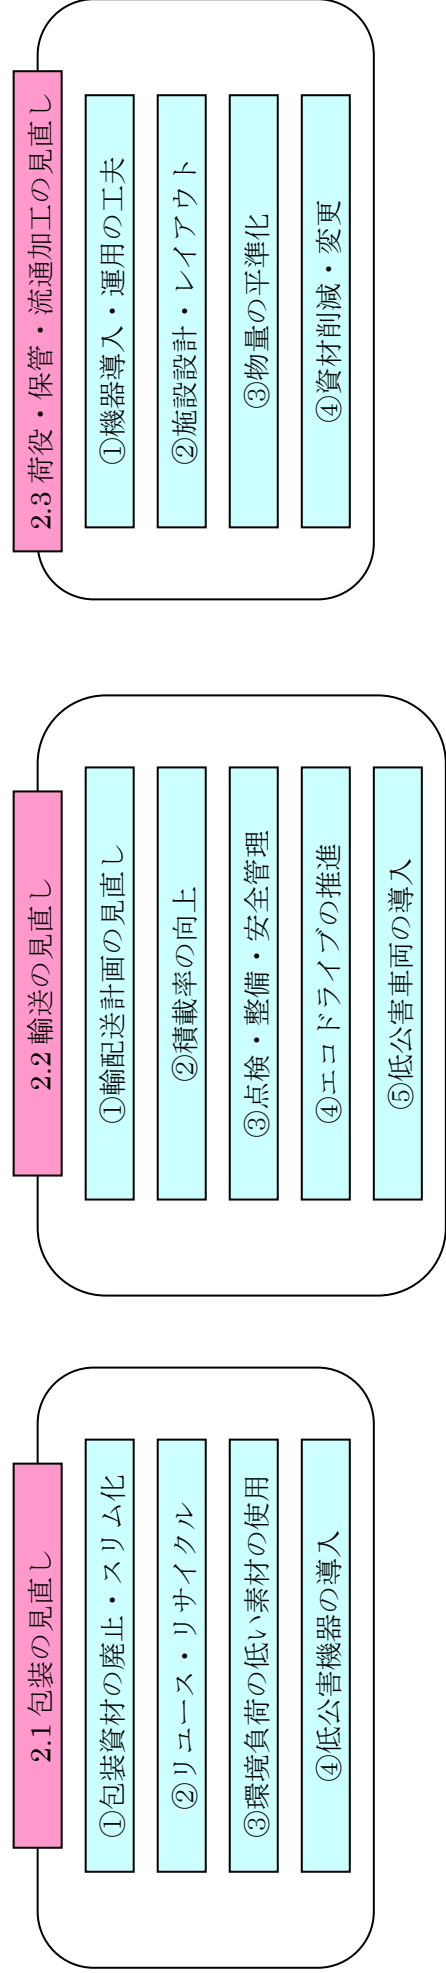 2.1 包装の見直し
①包装資材の廃止・スリム化
②リユース・リサイクル
③環境負荷の低い素材の使用
④低公害機器の導入
2.2 輸送の見直し
①輸配送計画の見直し
②積載率の向上
③点検・整備・安全管理
④エコドライブの推進
⑤低公害車両の導入
2.3 荷役・保管・流通加工の見直し
①機器導入・運用の工夫
②施設設計・レイアウト
③物量の平準化
④資材削減・変更